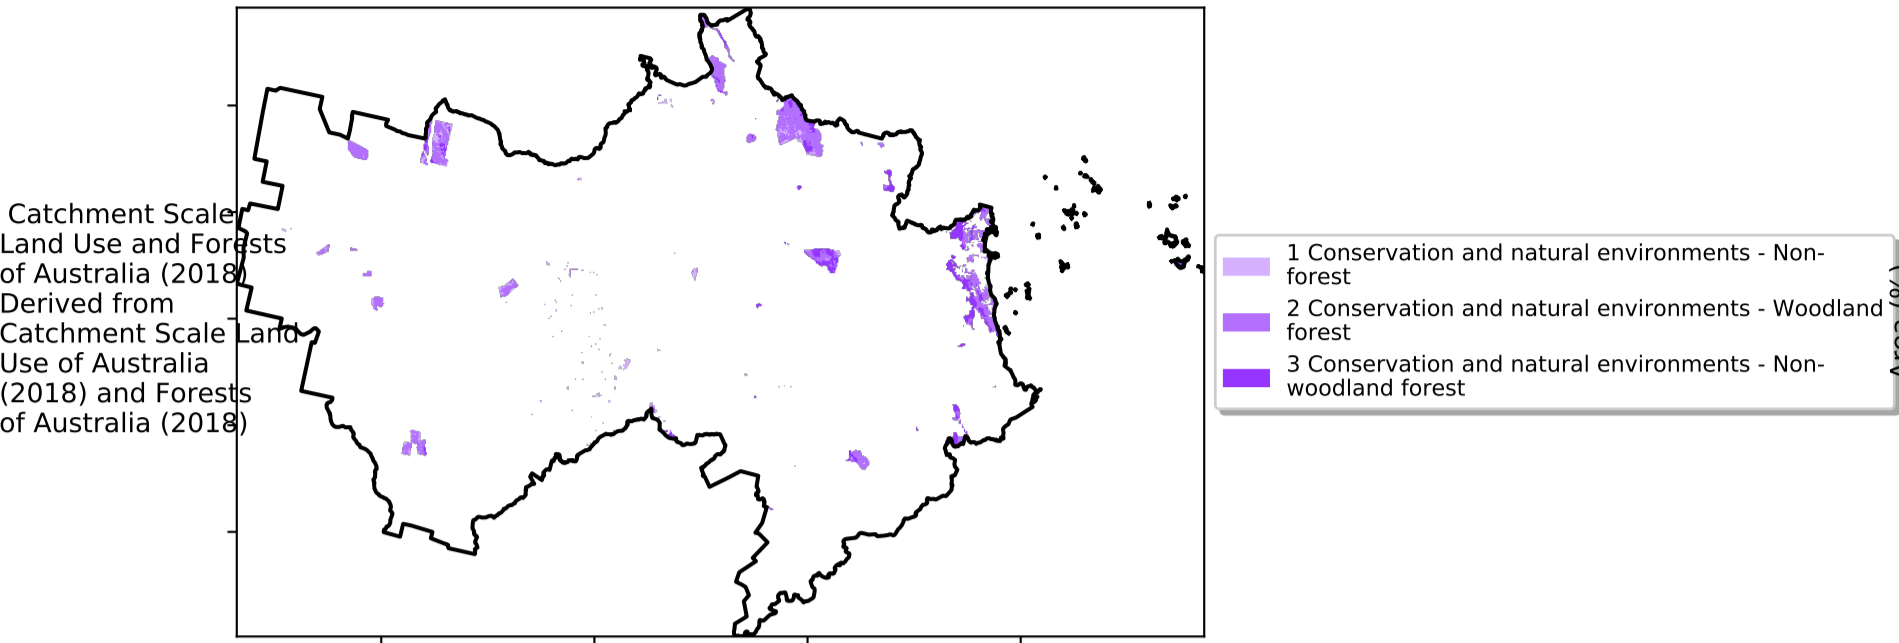 Catchment Scale
Land Use and Forests
of Australia (2018)
Derived from
Catchment Scale Land
Use of Australia
(2018) and Forests
of Australia (2018)
1 Conservation and natural environments - Non-
forest
2 Conservation and natural environments - Woodland
forest
3 Conservation and natural environments - Non-
woodland forest